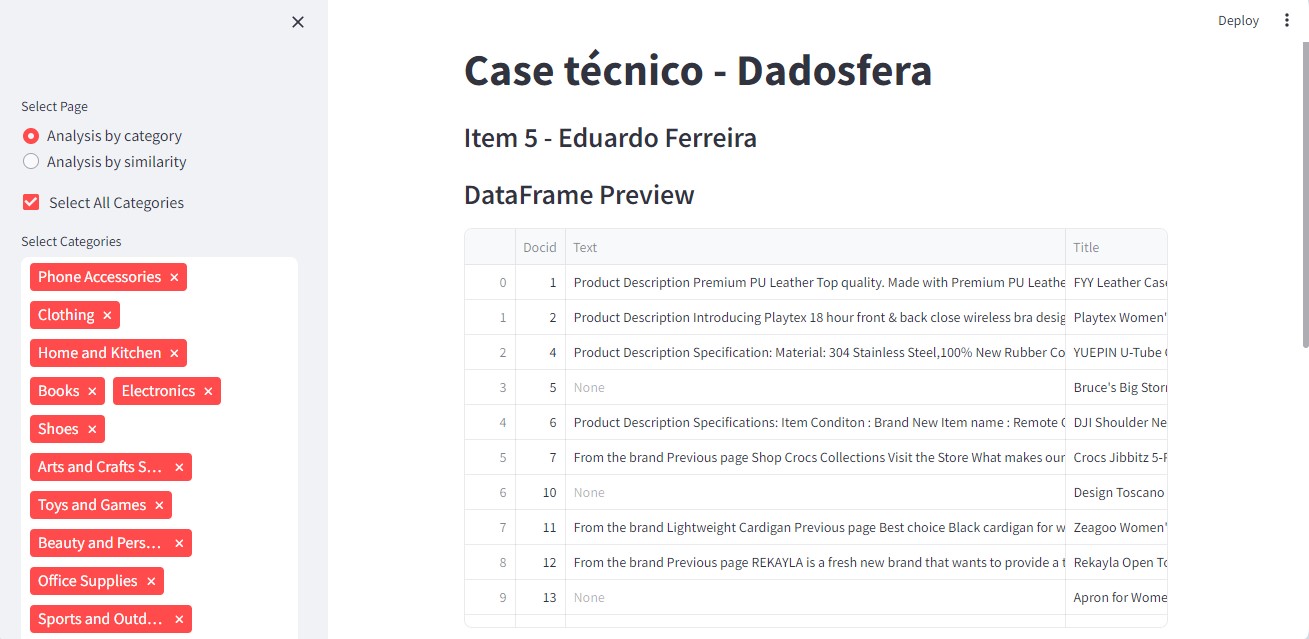 Deploy
Select Page
Analysis by category
Analysis by similarity
Select All Categories
Select Categories
Phone Accessories ×
Clothing ×
Home and Kitchen ×
Books × Electronics ×
Shoes ×
Arts and Crafts S... ×
Toys and Games ×
Beauty and Pers... ×
Office Supplies ×
Sports and Outd... ×
Case técnico - Dadosfera
Item 5 - Eduardo Ferreira
DataFrame Preview
Docid Text Title
0 1 Product Description Premium PU Leather Top quality. Made with Premium PU Leathe FYY Leather Case
1 2 Product Description Introducing Playtex 18 hour front & back close wireless bra desig Playtex Women'
2 4 Product Description Specification: Material: 304 Stainless Steel,100% New Rubber Co YUEPIN U-Tube
3 5 None Bruce's Big Stor
4 6 Product Description Specifications: Item Conditon : Brand New Item name : Remote DJI Shoulder Ne
5 7 From the brand Previous page Shop Crocs Collections Visit the Store What makes our Crocs Jibbitz 5-
6 10 None Design Toscano
7 11 From the brand Lightweight Cardigan Previous page Best choice Black cardigan for w Zeagoo Women'
8 12 From the brand Previous page REKAYLA is a fresh new brand that wants to provide a t Rekayla Open To
9 13 None Apron for Wome